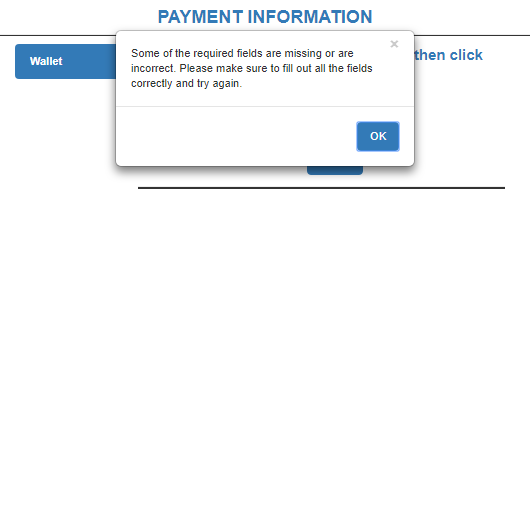 PAYMENT INFORMATION
Wallet
then click
×
Some of the required fields are missing or are
incorrect. Please make sure to fill out all the fields
correctly and try again.
OK